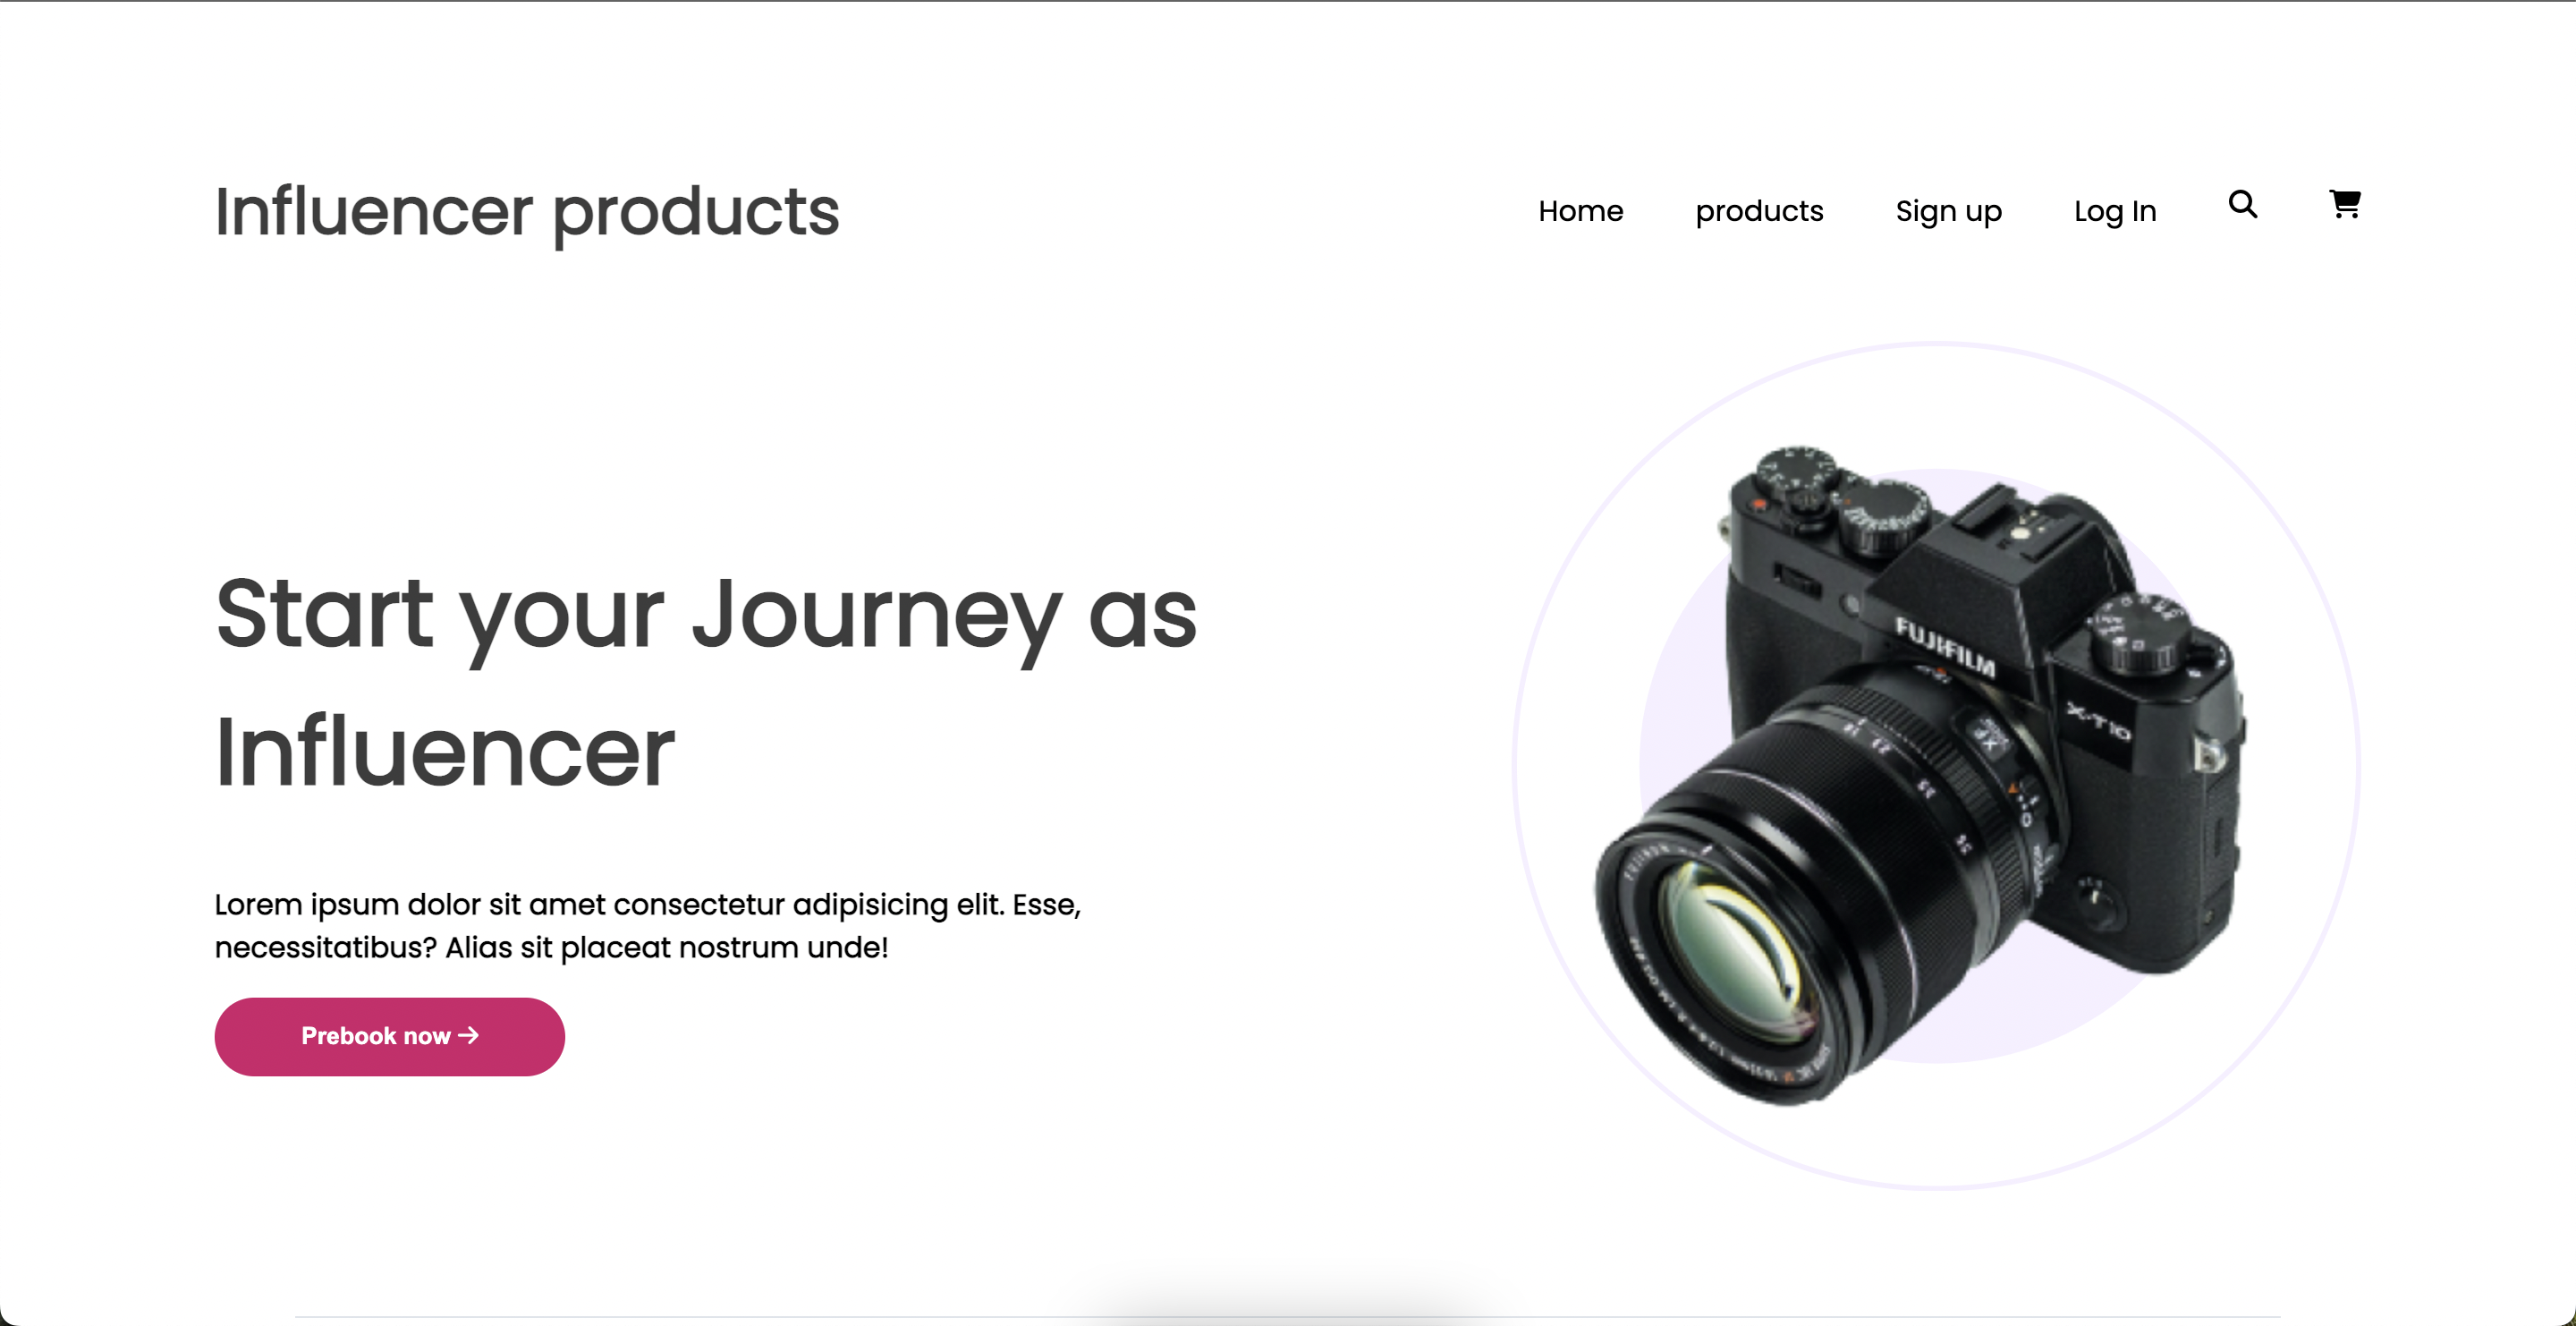 Influencer products
Home products Sign up Log In
Start your Journey as
Influencer
Lorem ipsum dolor sit amet consectetur adipisicing elit. Esse,
necessitatibus? Alias sit placeat nostrum unde!
Prebook now →
FUJIFILM
X-T10
XF